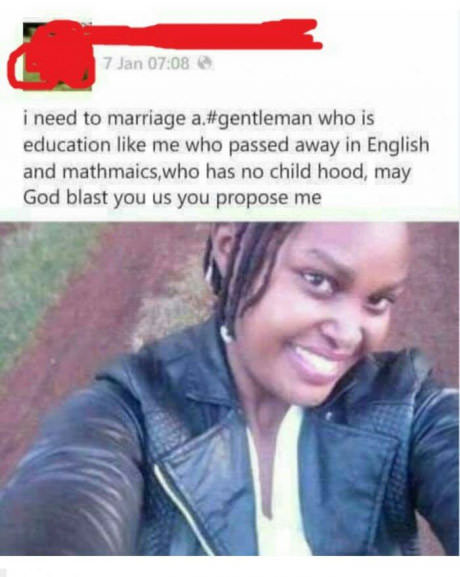 7 Jan 07:08
i need to marriage a.#gentleman who is
education like me who passed away in English
and mathmaics,who has no child hood, may
God blast you us you propose me